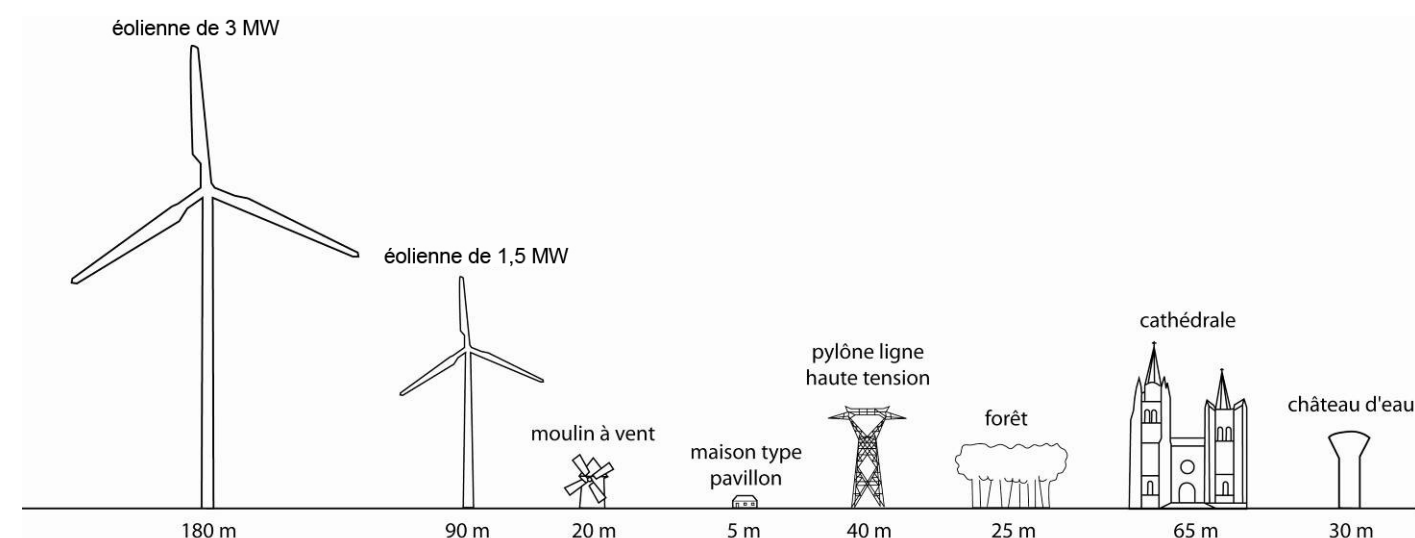 éolienne de 3 MW
éolienne de 1,5 MW
moulin à vent
maison type
pavillon
pylône ligne
haute tension
forêt
cathédrale
château d'eau
180 m
90 m
20 m
5 m
40 m
25 m
65 m
30 m